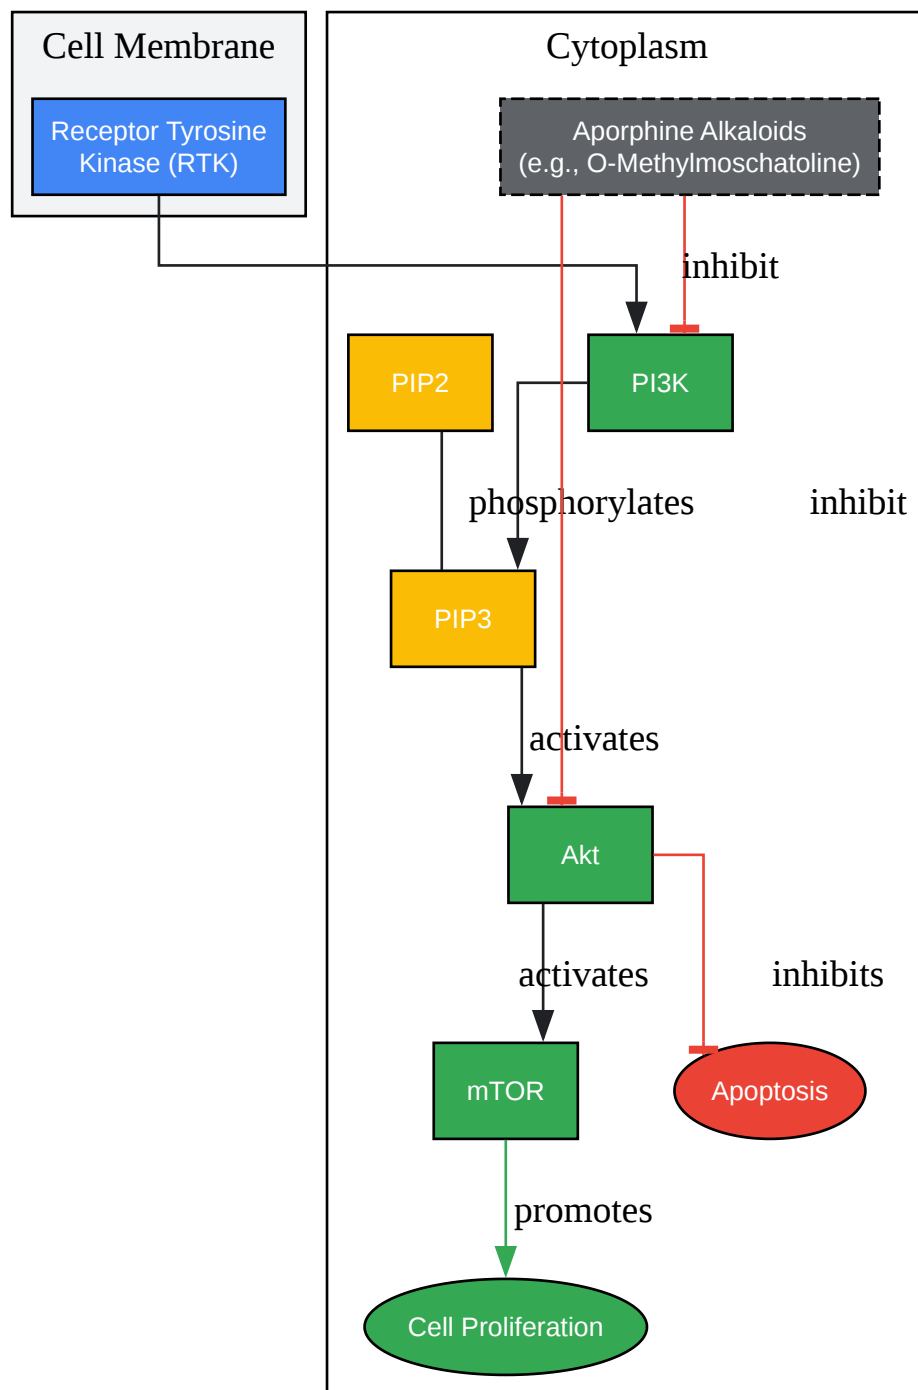 Cell Membrane
Cytoplasm
Receptor Tyrosine
Kinase (RTK)
Aporphine Alkaloids
(e.g., O-Methylmoschatoline)
inhibit
PIP2
PI3K
phosphorylates
inhibit
PIP3
activates
Akt
activates
inhibits
mTOR
Apoptosis
promotes
Cell Proliferation